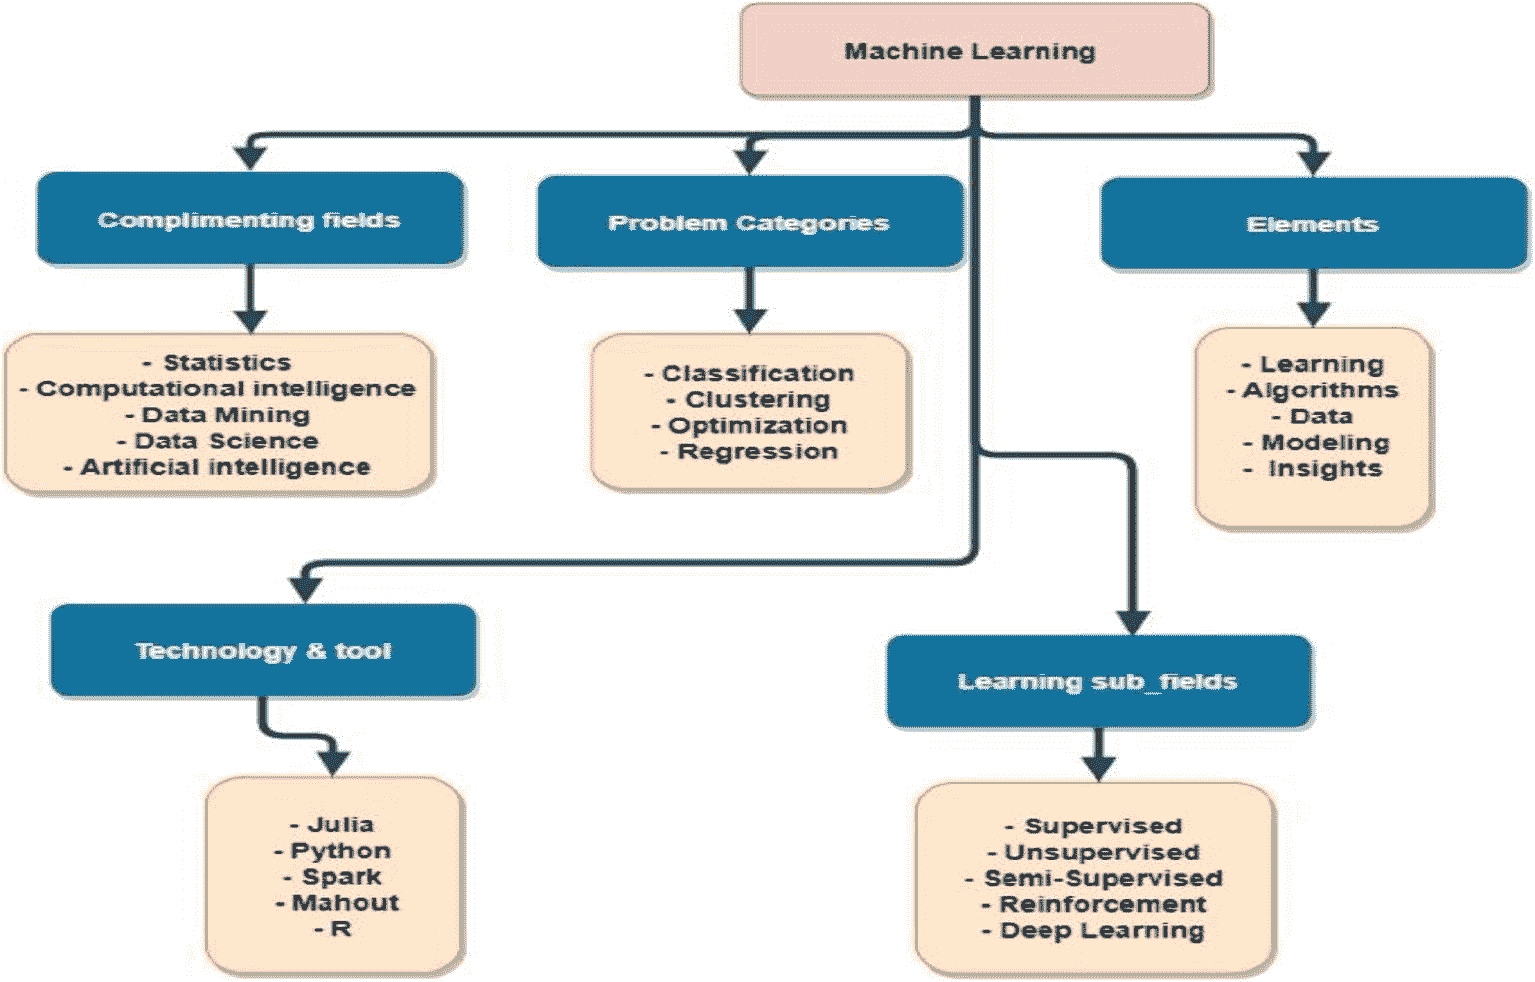 Machine Learning
Complimenting fields
Problem Categories
Elements
- Statistics
- Computational intelligence
- Data Mining
- Data Science
- Artificial intelligence
- Classification
- Clustering
- Optimization
- Regression
- Learning
- Algorithms
- Data
- Modeling
- Insights
Technology & tool
Learning sub_fields
- Julia
- Python
- Spark
- Mahout
- R
- Supervised
- Unsupervised
- Semi-Supervised
- Reinforcement
- Deep Learning